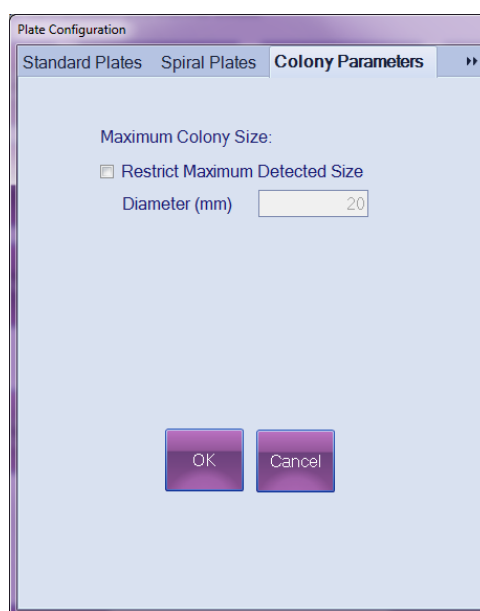 Plate Configuration
Standard Plates Spiral Plates Colony Parameters
Maximum Colony Size:
Restrict Maximum Detected Size
Diameter (mm) 20
OK Cancel